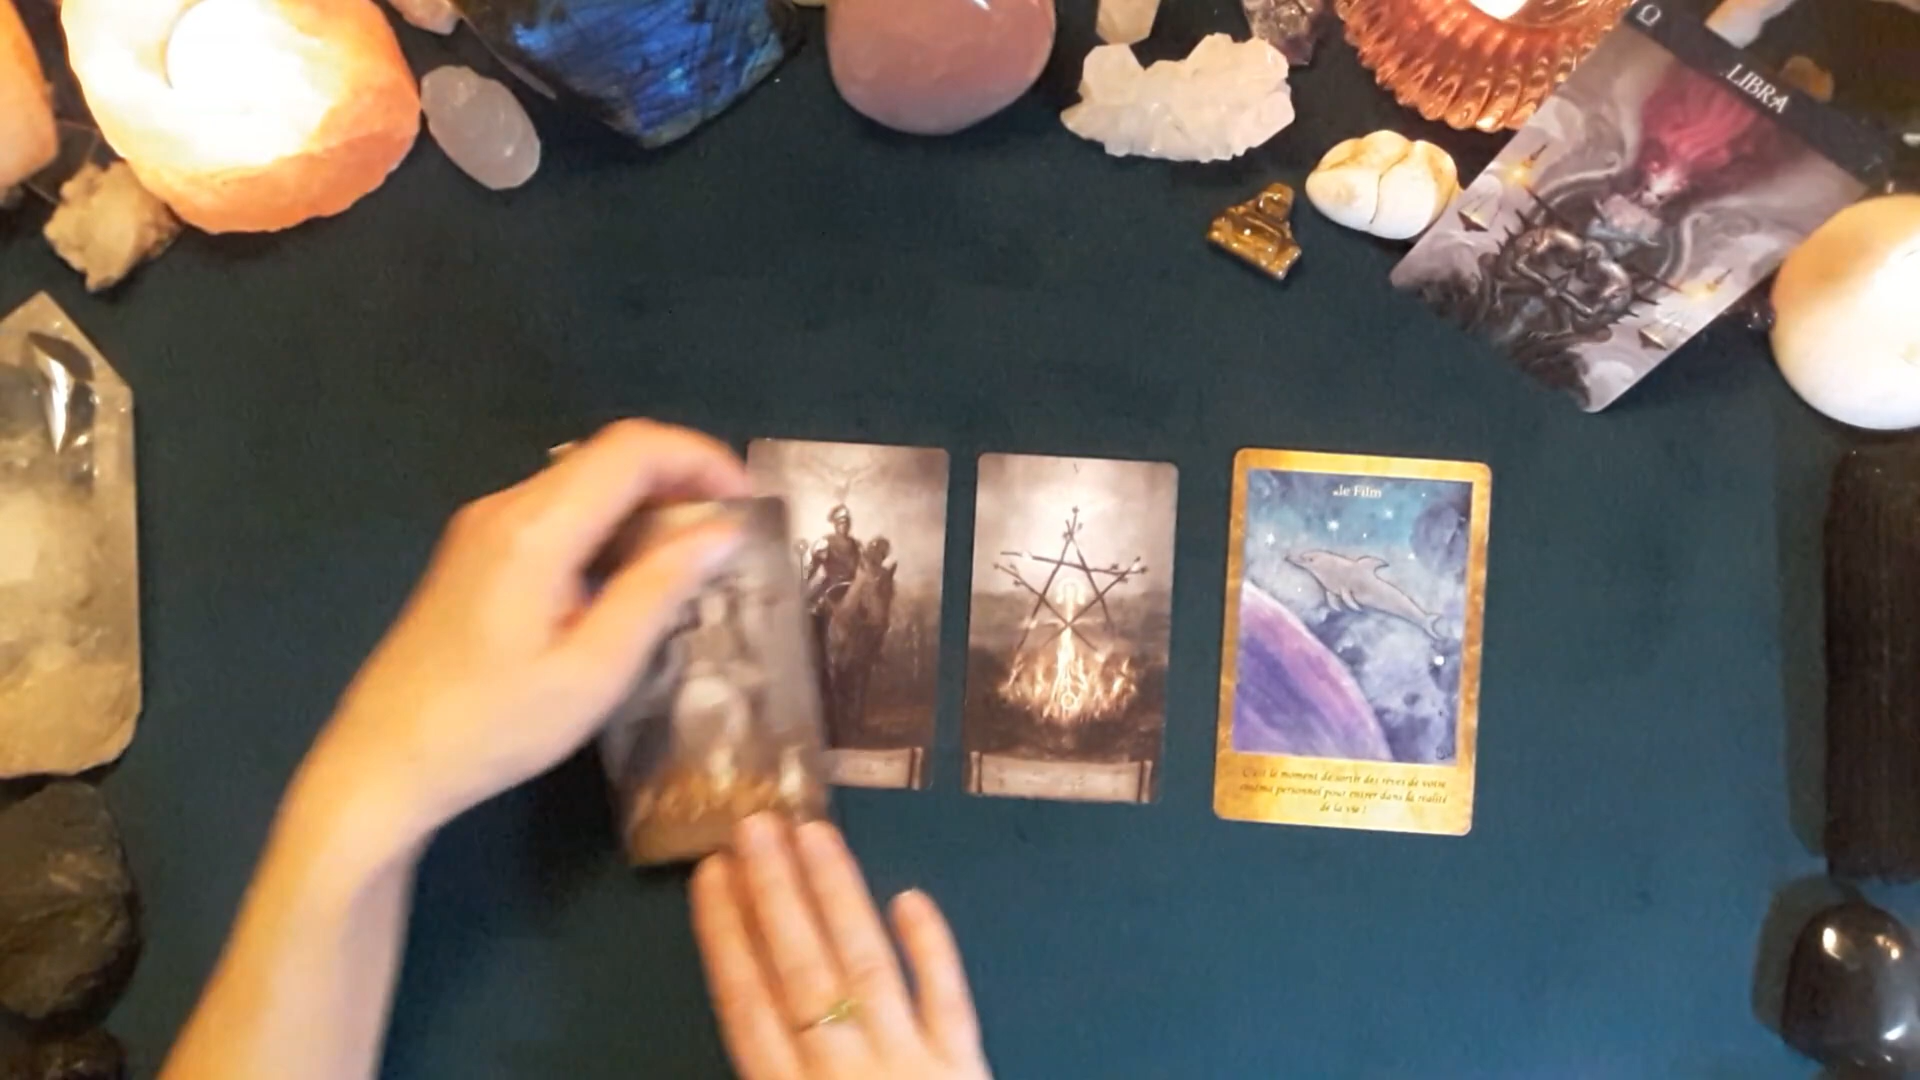 ♎
LIBRA
V
le Film
C'est le moment de sortir des rêves de votre
cinéma personnel pour entrer dans la réalité
de la vie !